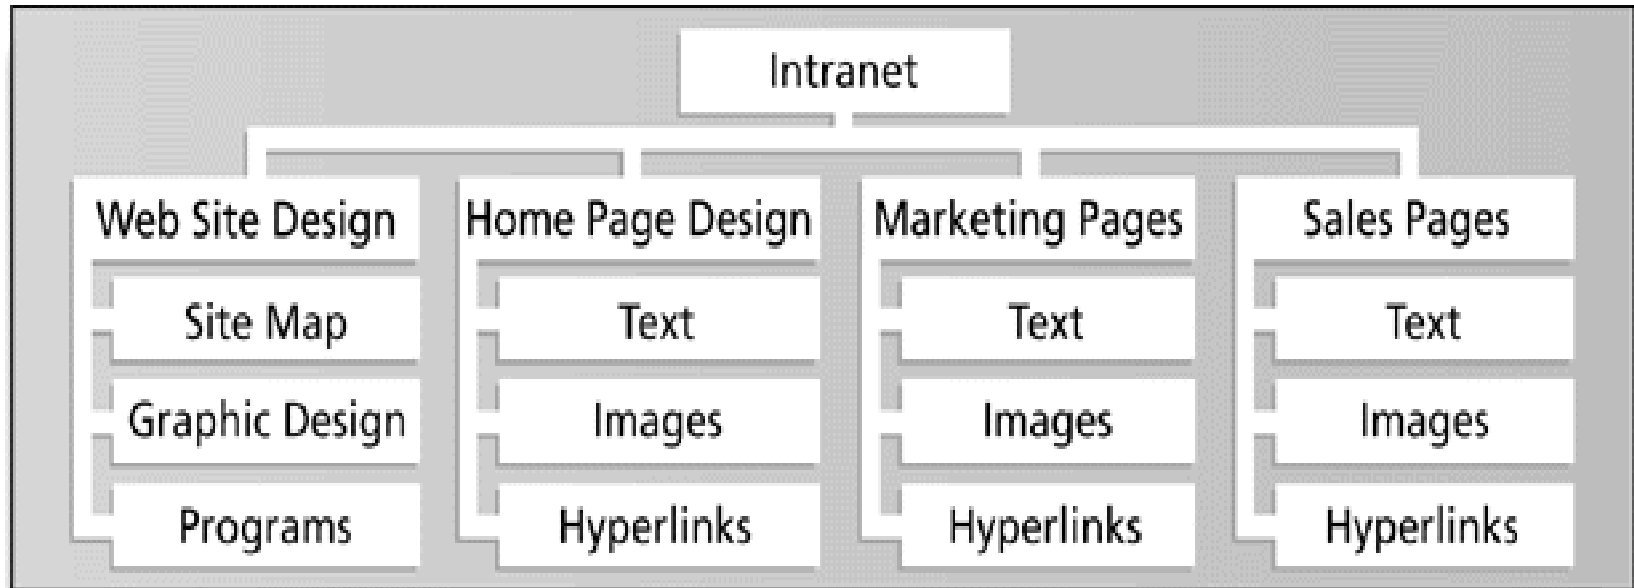 Intranet
Web Site Design
Site Map
Graphic Design
Programs
Home Page Design
Text
Images
Hyperlinks
Marketing Pages
Text
Images
Hyperlinks
Sales Pages
Text
Images
Hyperlinks